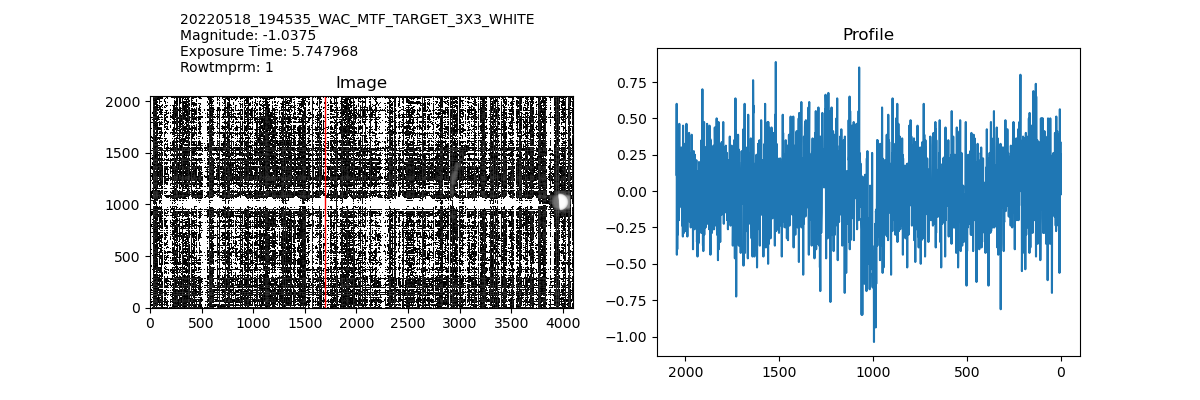 20220518_194535_WAC_MTF_TARGET_3X3_WHITE
Magnitude: -1.0375
Exposure Time: 5.747968
Rowtmprm: 1
Image
2000
1500
1000
500
0
0 500 1000 1500 2000 2500 3000 3500 4000
Profile
0.75
0.50
0.25
0.00
−0.25
−0.50
−0.75
−1.00
2000 1500 1000 500 0